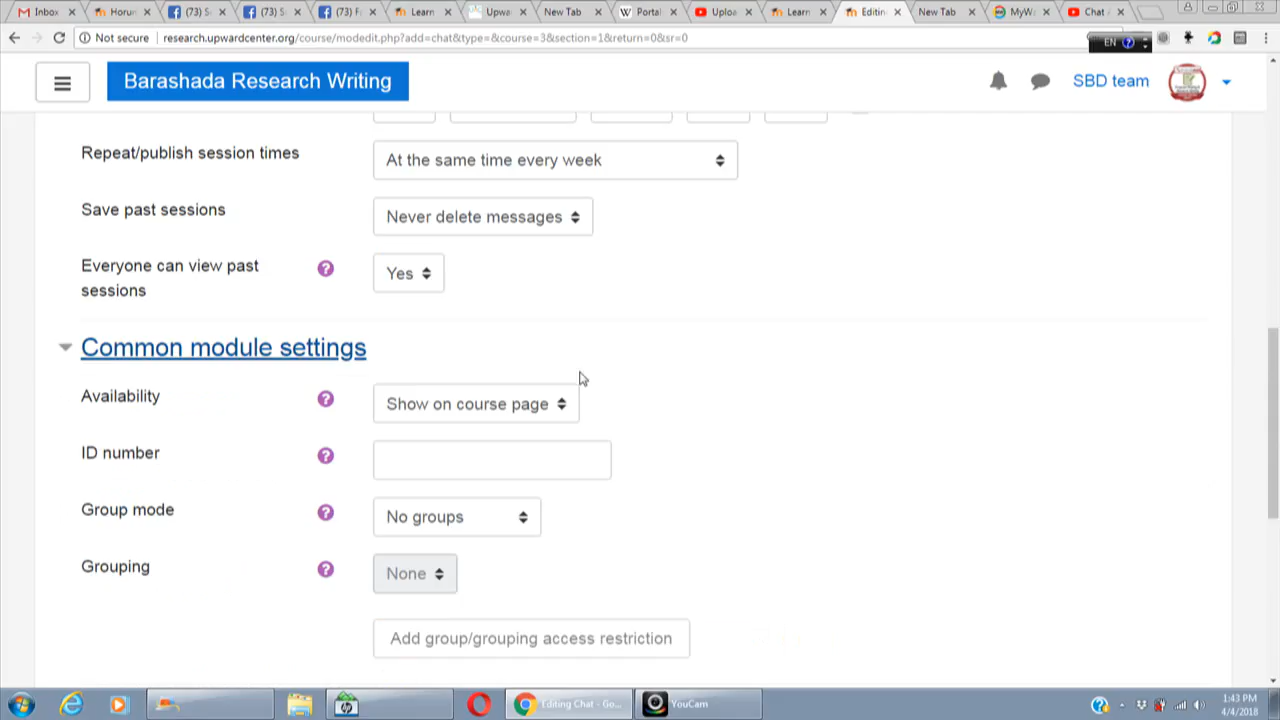 Inbox
Horum
(73) S
(73) S
(73) F
Learn
Upwa
New Tab
Portal
Uploa
Learn
Editin
New Tab
MyW
Chat
Not secure research.upwardcenter.org/course/modedit.php?add=chat&type=&course=3&section=1&return=0&sr=0
EN
Barashada Research Writing
SBD team
Repeat/publish session times
At the same time every week
Save past sessions
Never delete messages
Everyone can view past
sessions
Yes
Common module settings
Availability
Show on course page
ID number
Group mode
No groups
Grouping
None
Add group/grouping access restriction
Editing Chat - Go...
YouCam
1:43 PM
4/4/2018